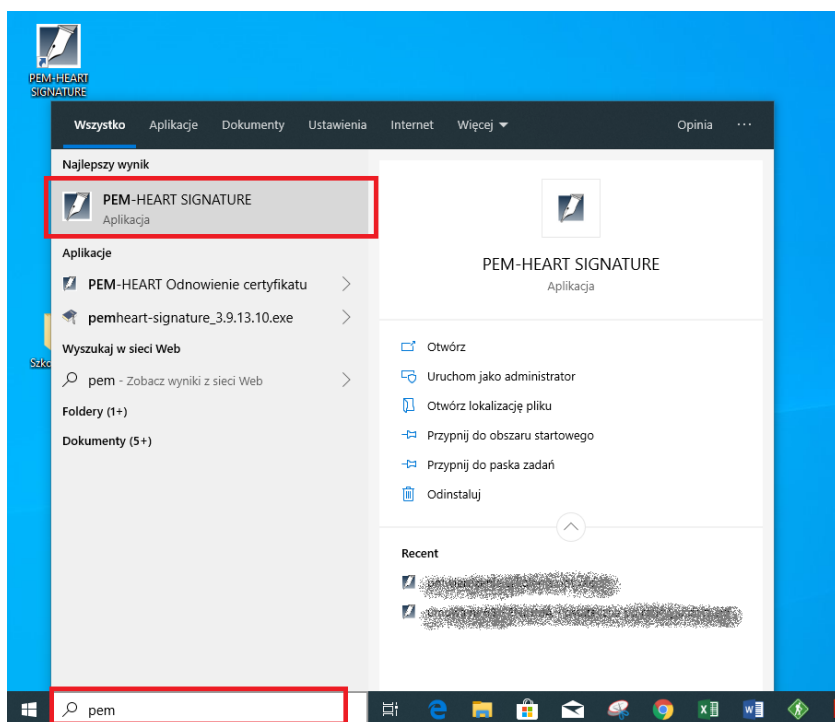 PEM-HEART
SIGNATURE
Wszystko Aplikacje Dokumenty Ustawienia Internet Więcej Opinia ···
Najlepszy wynik
PEM-HEART SIGNATURE
Aplikacja
Aplikacje
PEM-HEART Odnowienie certyfikatu
pemheart-signature_3.9.13.10.exe
Wyszukaj w sieci Web
pem - Zobacz wyniki z sieci Web
Foldery (1+)
Dokumenty (5+)
PEM-HEART SIGNATURE
Aplikacja
Otwórz
Uruchom jako administrator
Otwórz lokalizację pliku
Przypnij do obszaru startowego
Przypnij do paska zadań
Odinstaluj
Recent
pem